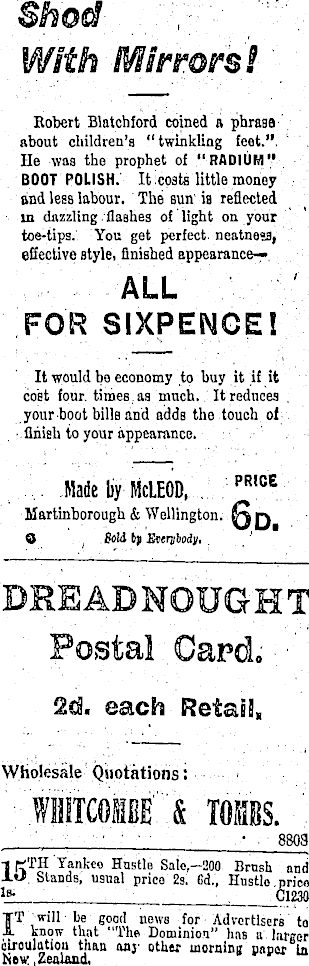 Shod
With Mirrors!
Robert Blatchford coined a phrase
about children's "twinkling feet."
He was the prophet of "RADIUM"
BOOT POLISH. It costs little money
and less labour. The sun is reflected
in dazzling flashes of light on your
toe-tips. You get perfect neatness,
effective style, finished appearance—
ALL
FOR SIXPENCE!
It would be economy to buy it if it
cost four times as much. It reduces
your boot bills and adds the touch of
finish to your appearance.
Made by McLEOD,
Martinborough & Wellington.
Sold by Everybody.
PRICE
6D.
DREADNOUGHT
Postal Card.
2d. each Retail,
Wholesale Quotations:
WHITCOMBE & TOMBS.
8803
15TH Yankee Hustle Sale,—200 Brush and
Stands, usual price 2s. 6d., Hustle price
1s. C1230
IT will be good news for Advertisers to
know that "The Dominion" has a larger
circulation than any other morning paper in
New Zealand.